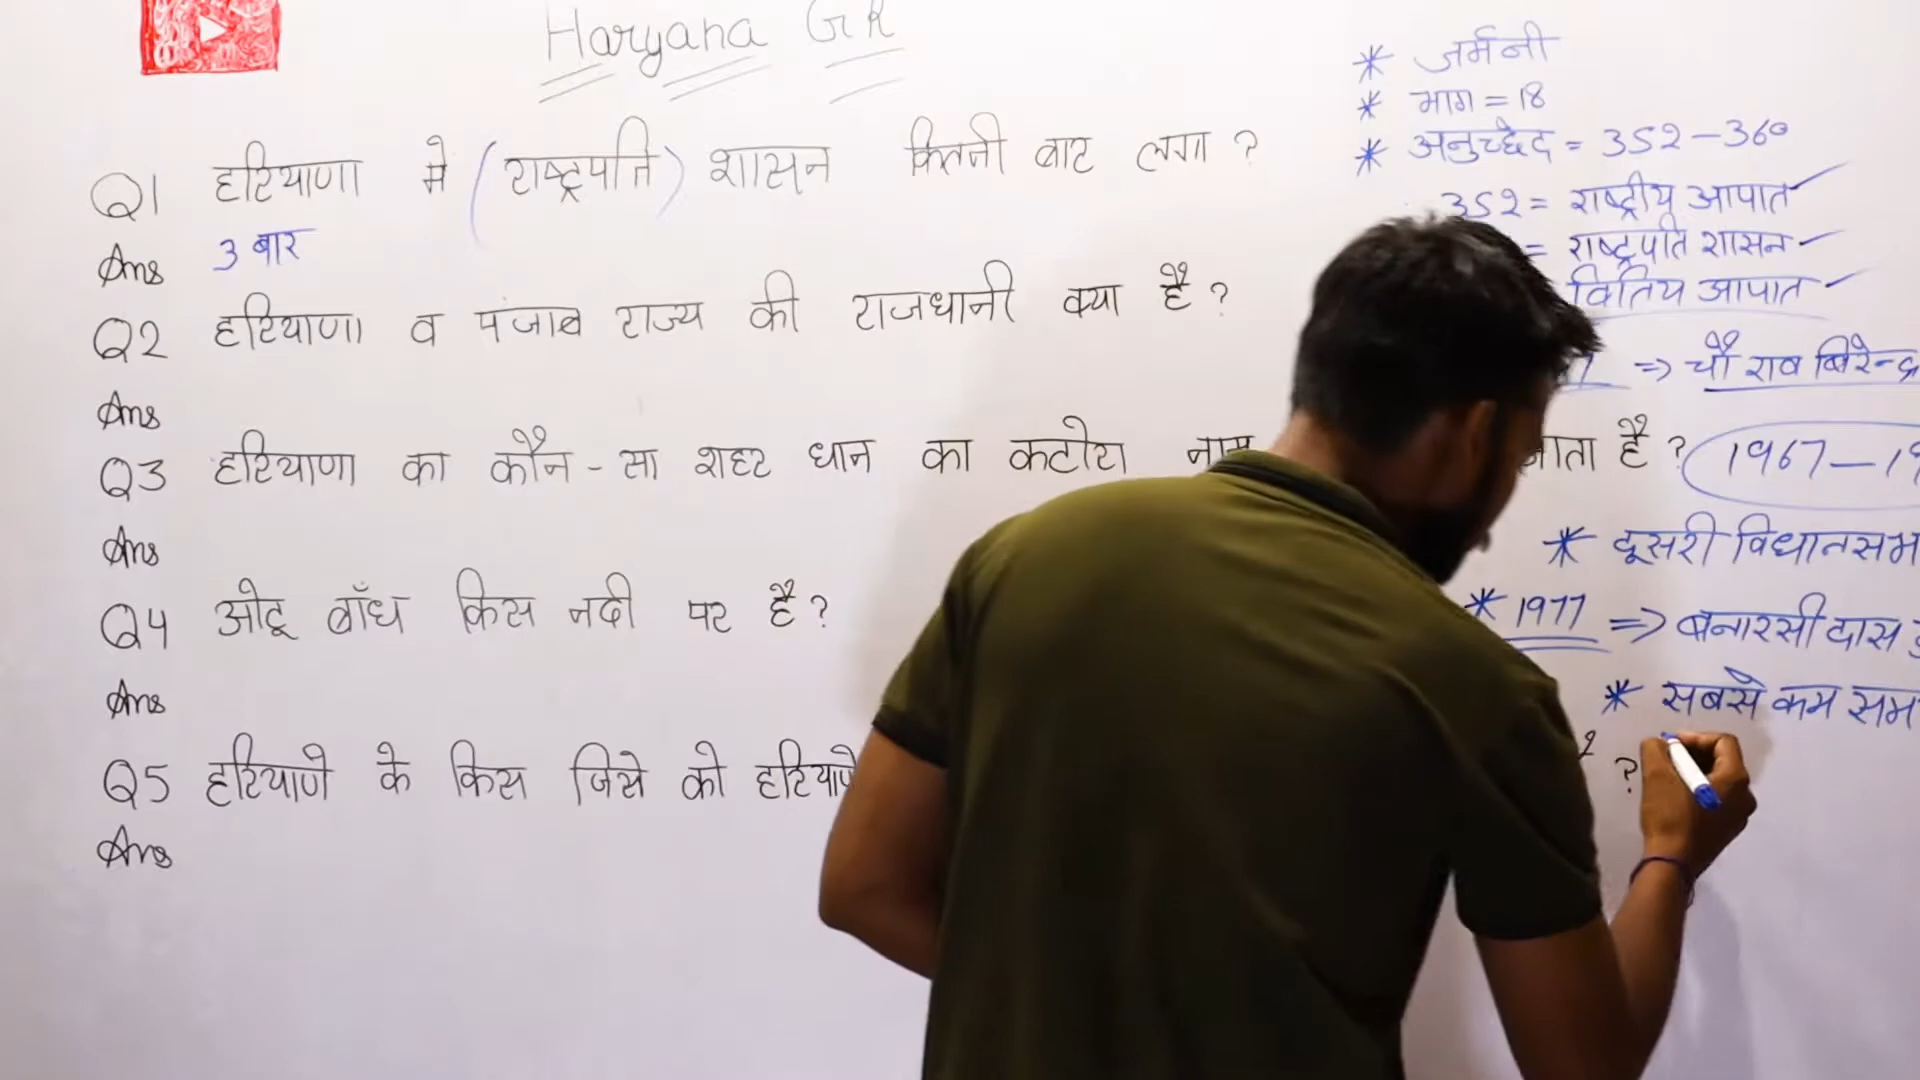 Haryana GK
Q1 हरियाणा मे (राष्ट्रपति) शासन कितनी बार लगा ?
Ans 3 बार
Q2 हरियाणा व पंजाब राज्य की राजधानी क्या है ?
Ans
Q3 हरियाणा का कौन - सा शहर धान का कटोरा नाम जाता है ?
Ans
Q4 ओटू बाँध किस नदी पर है ?
Ans
Q5 हरियाणे के किस जिसे को हरियाणे ?
Ans
* जर्मनी
* भाग = 18
* अनुच्छेद = 352 – 360
352 = राष्ट्रीय आपात
= राष्ट्रपति शासन
वितिय आपात
=> चौ राव बिरेन्द्र
1967 – 19
* दूसरी विधानसभ
* 1977 => बनारसी दास
* सबसे कम सम